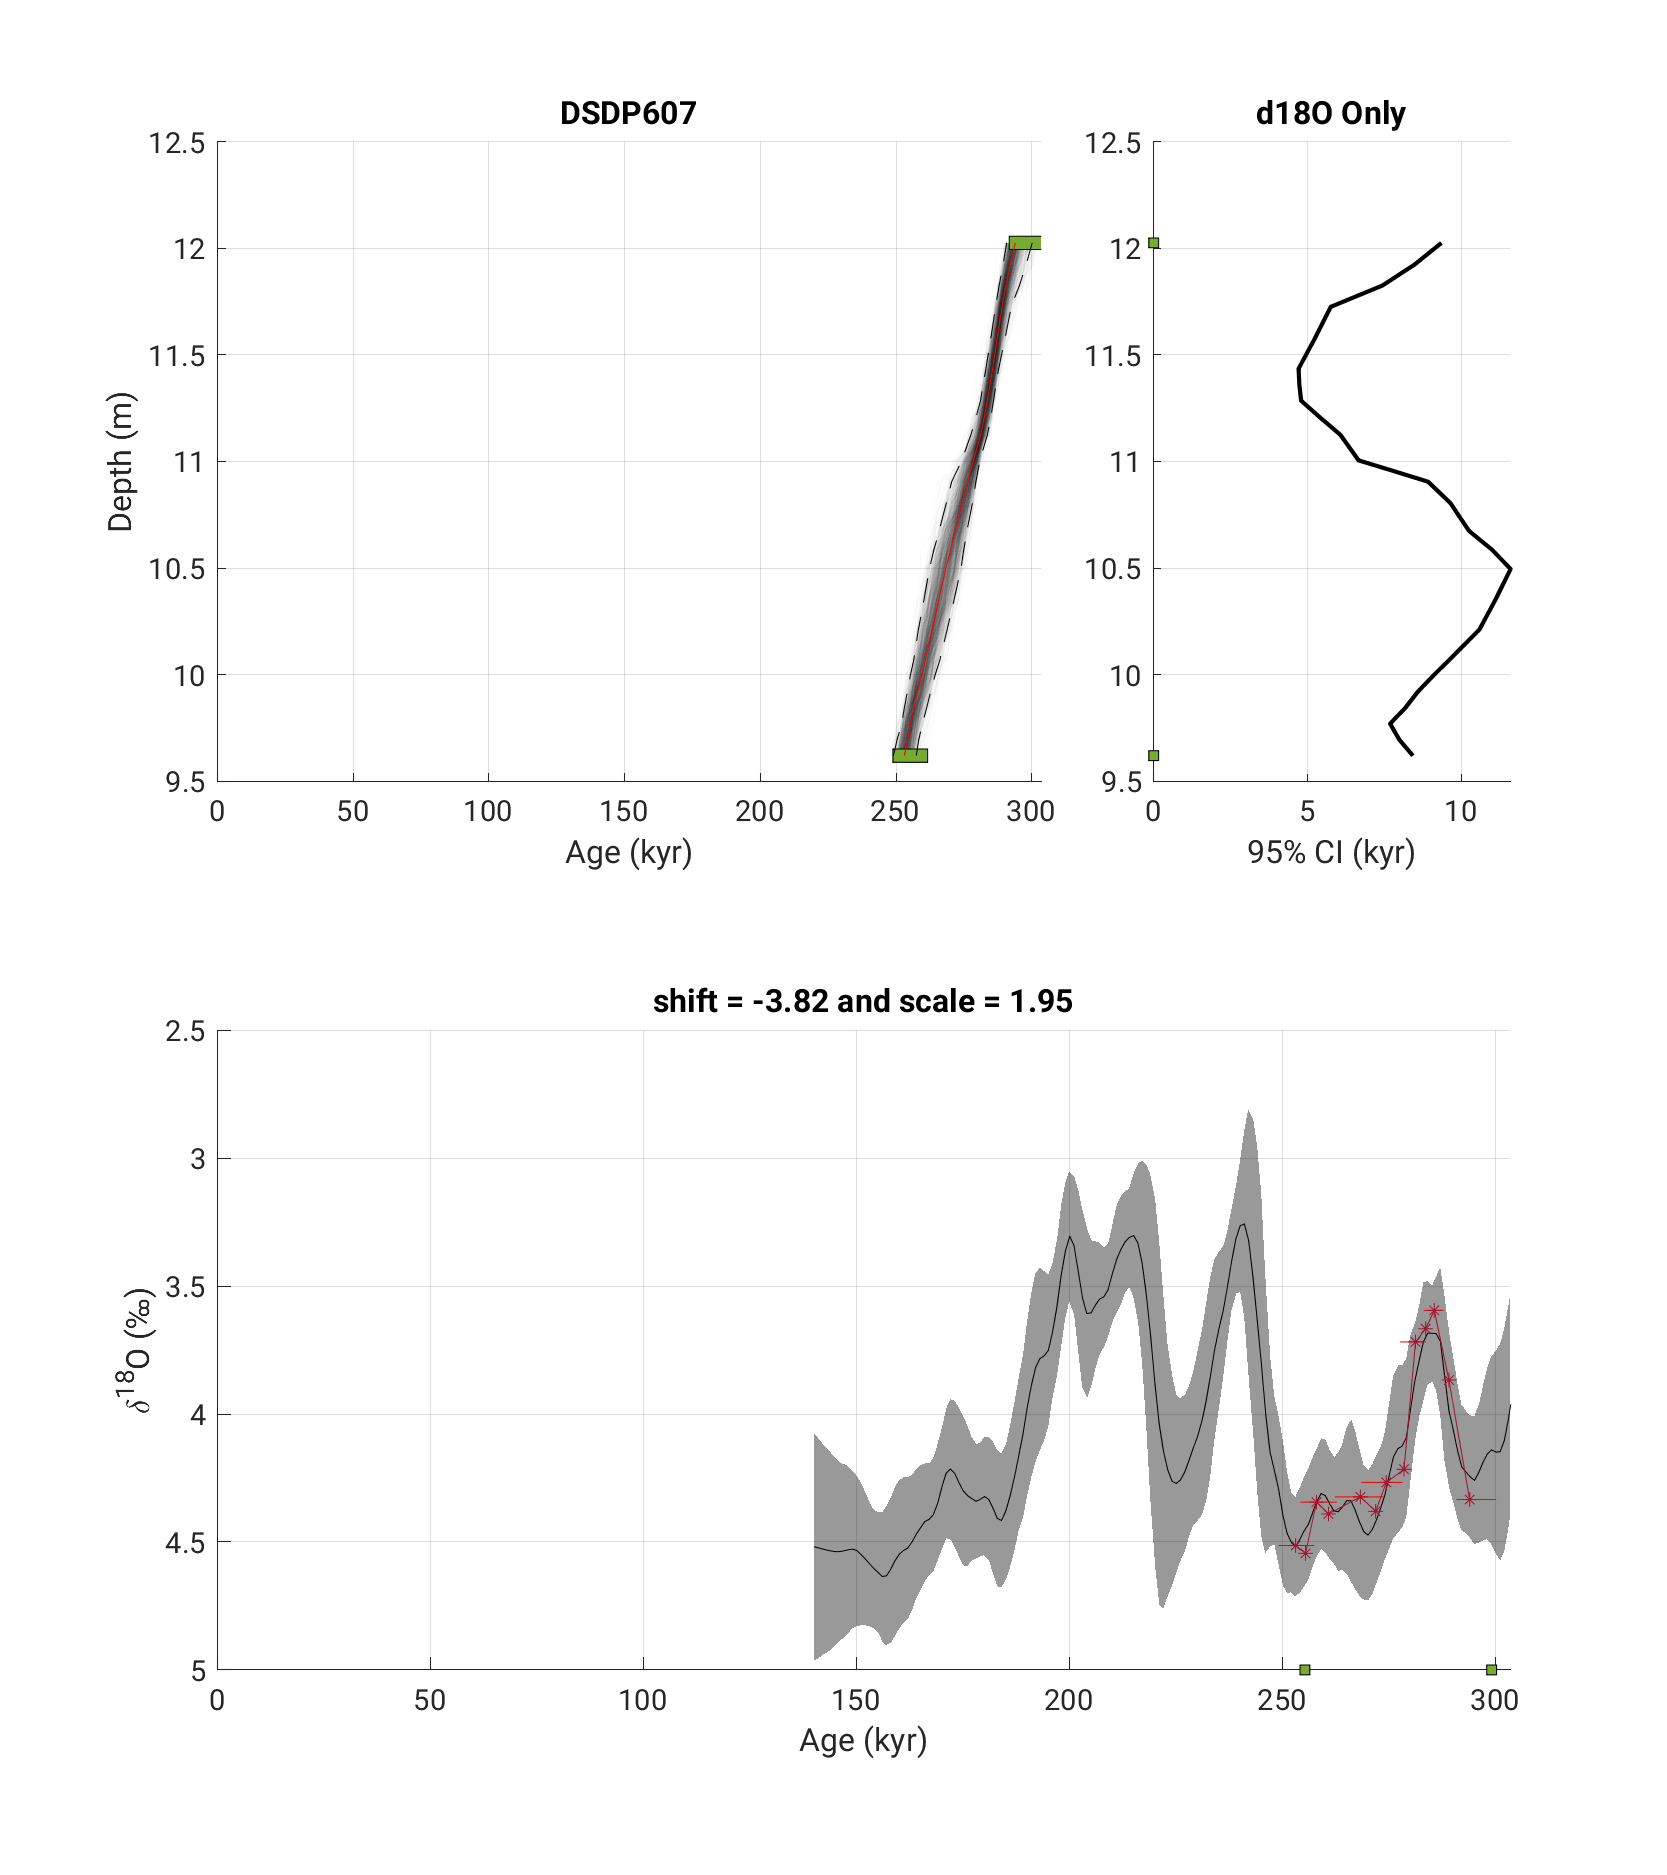 DSDP607
12.5
12
11.5
11
10.5
10
9.5
Depth (m)
0 50 100 150 200 250 300
Age (kyr)
d18O Only
12.5
12
11.5
11
10.5
10
9.5
0 5 10
95% CI (kyr)
shift = -3.82 and scale = 1.95
2.5
3
3.5
4
4.5
5
δ18O (‰)
0 50 100 150 200 250 300
Age (kyr)